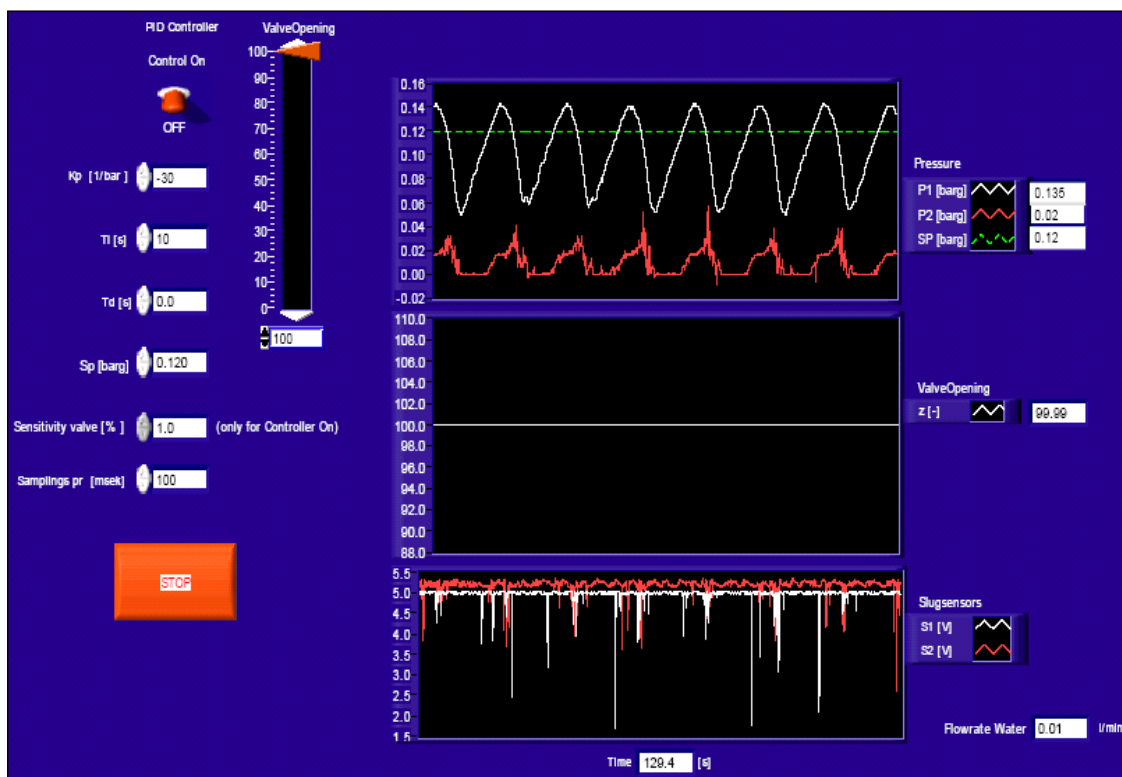 PID Controller
Control On
OFF
Kp [1/bar ]
-30
Ti [s]
10
Td [s]
0.0
Sp [barg]
0.120
Sensitivity valve [% ]
1.0
(only for Controller On)
Samplings pr [msek]
100
STOP
ValveOpening
100
90
80
70
60
50
40
30
20
10
0
100
0.16
0.14
0.12
0.10
0.08
0.06
0.04
0.02
0.00
-0.02
Pressure
P1 [barg]
0.135
P2 [barg]
0.02
SP [barg]
0.12
110.0
108.0
106.0
104.0
102.0
100.0
98.0
96.0
94.0
92.0
90.0
88.0
ValveOpening
z [-]
99.99
5.5
5.0
4.5
4.0
3.5
3.0
2.5
2.0
1.5
Slugsensors
S1 [V]
S2 [V]
Flowrate Water 0.01 l/min
Time 129.4 [s]